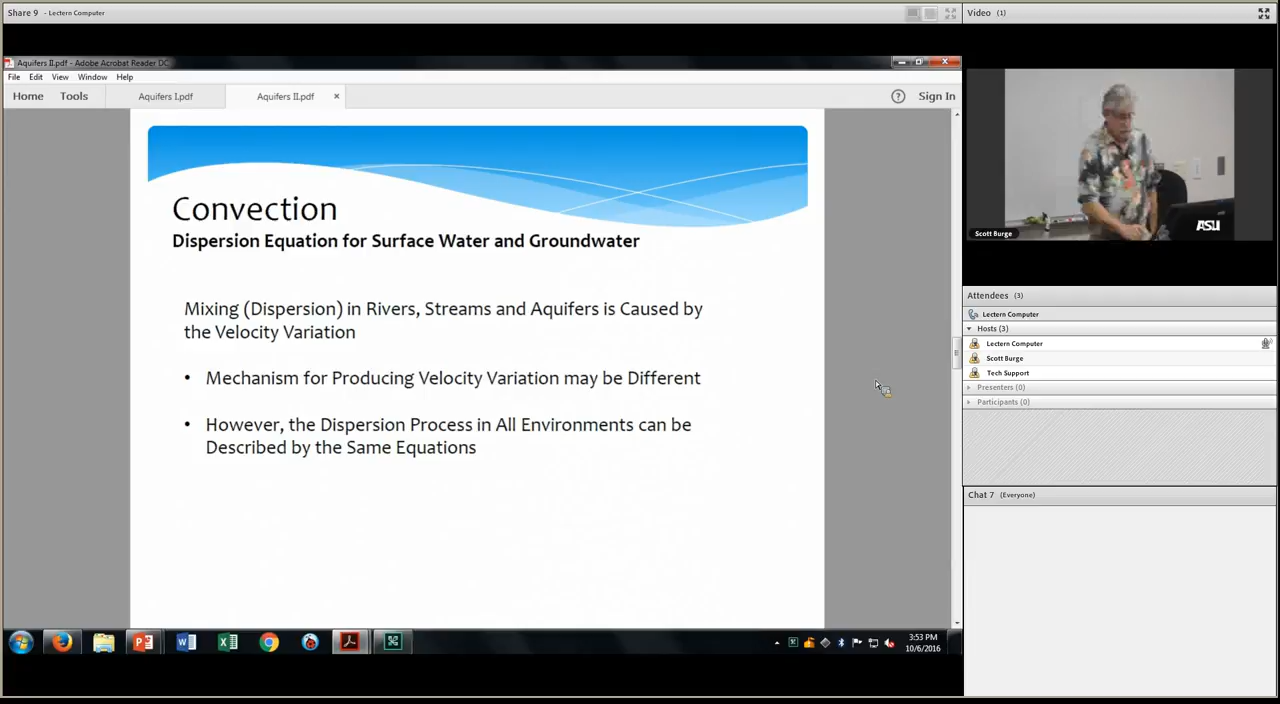 Share 9 - Lectern Computer
Video (1)
Aquifers II.pdf - Adobe Acrobat Reader DC
File Edit View Window Help
Home Tools Aquifers I.pdf Aquifers II.pdf × ? Sign In
Convection
Dispersion Equation for Surface Water and Groundwater
Mixing (Dispersion) in Rivers, Streams and Aquifers is Caused by
the Velocity Variation
• Mechanism for Producing Velocity Variation may be Different
• However, the Dispersion Process in All Environments can be
Described by the Same Equations
3:53 PM
10/6/2016
ASU
Scott Burge
Attendees (3)
Lectern Computer
Hosts (3)
Lectern Computer
Scott Burge
Tech Support
Presenters (0)
Participants (0)
Chat 7 (Everyone)